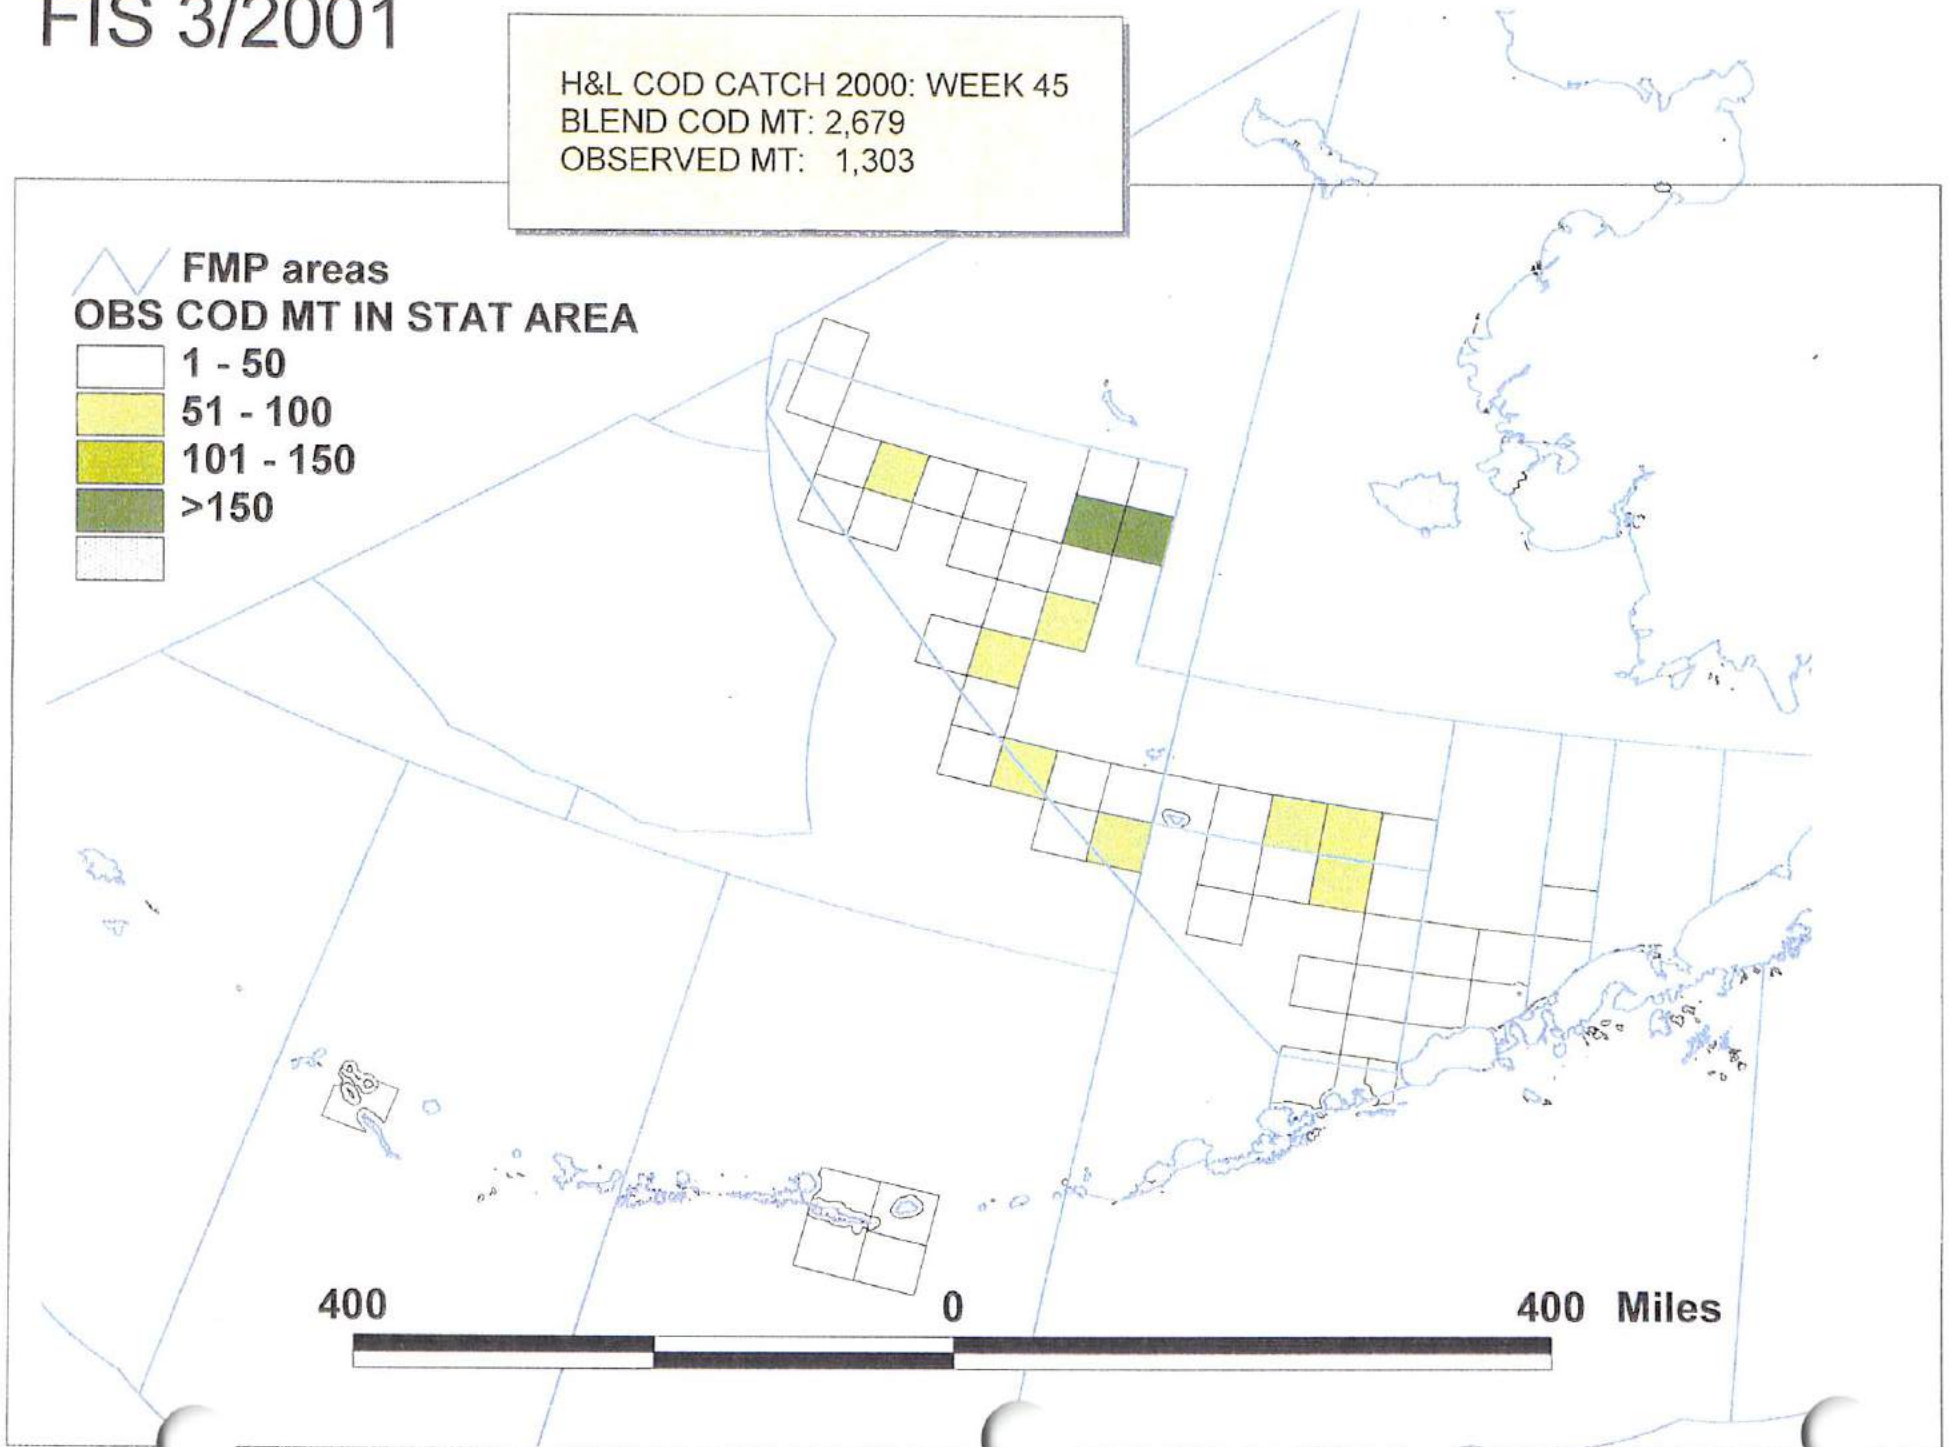 FIS 3/2001
H&L COD CATCH 2000: WEEK 45
BLEND COD MT: 2,679
OBSERVED MT: 1,303
FMP areas
OBS COD MT IN STAT AREA
1 - 50
51 - 100
101 - 150
>150
400 0 400 Miles